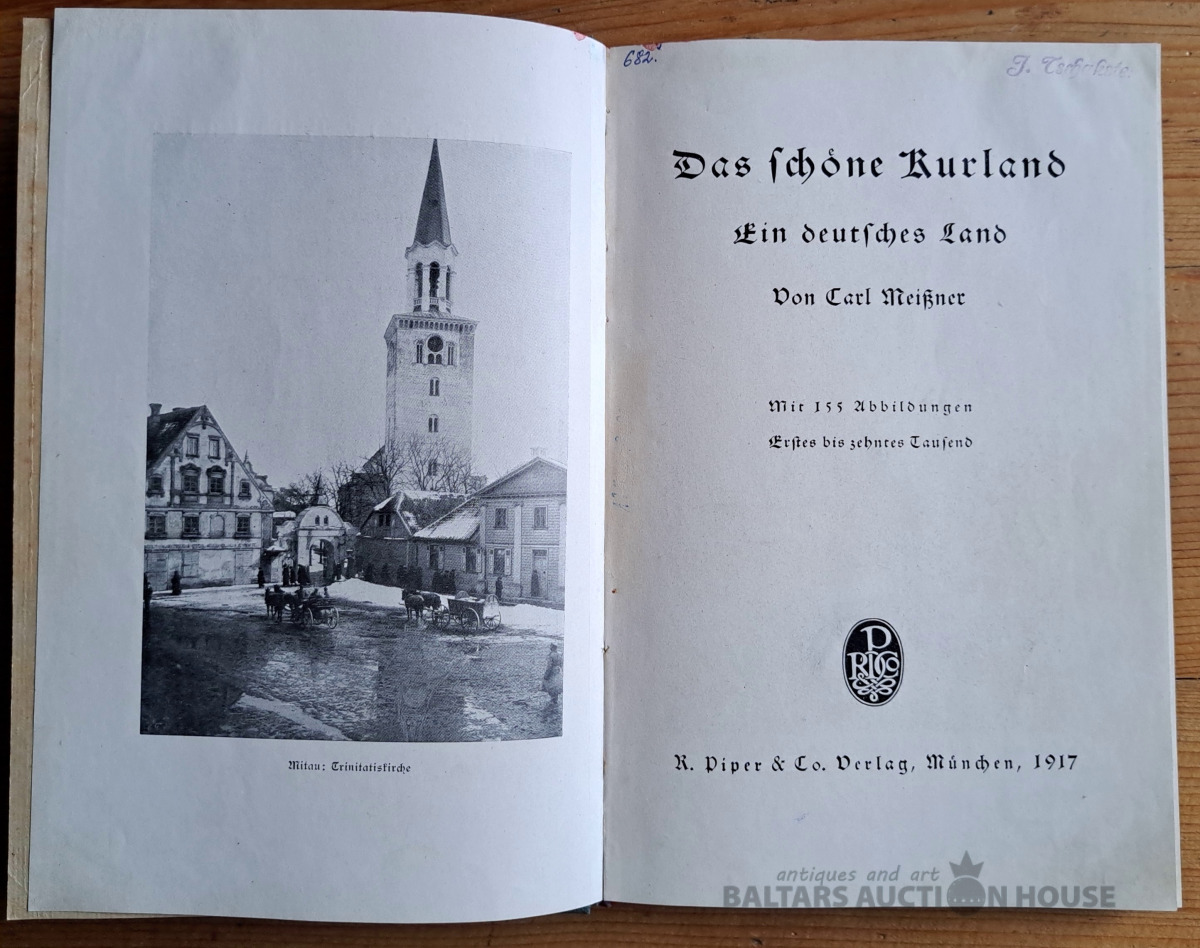 Mitau: Trinitatiskirche
682.
Das schöne Kurland
Ein deutsches Land
Von Carl Meißner
Mit 155 Abbildungen
Erstes bis zehntes Tausend
P
R P & Co
R. Piper & Co. Verlag, München, 1917
antiques and art
BALTARS AUCTION HOUSE